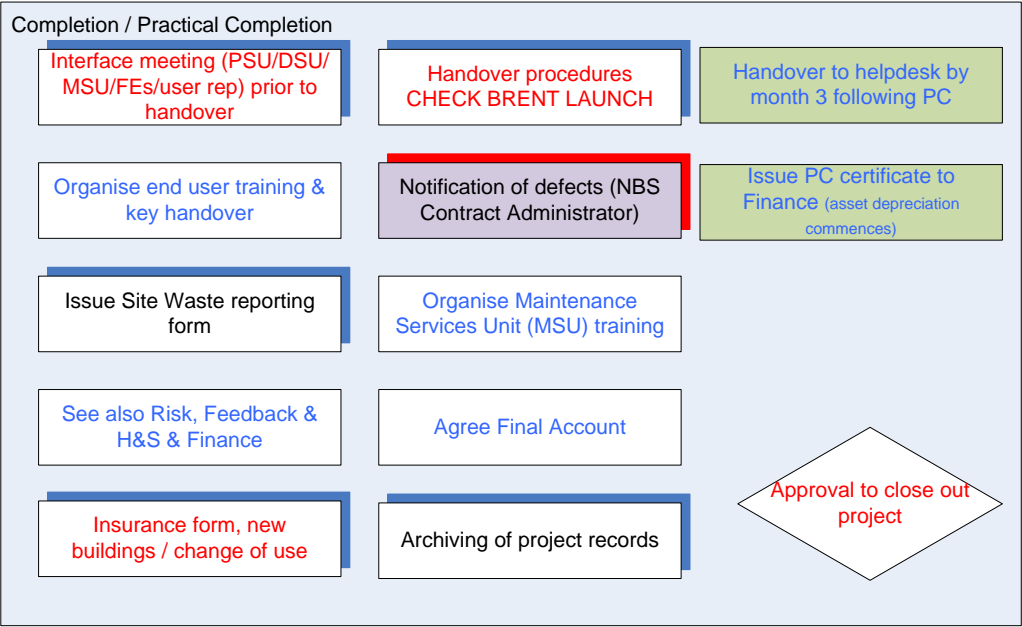 Completion / Practical Completion
Interface meeting (PSU/DSU/
MSU/FEs/user rep) prior to
handover
Handover procedures
CHECK BRENT LAUNCH
Handover to helpdesk by
month 3 following PC
Organise end user training &
key handover
Notification of defects (NBS
Contract Administrator)
Issue PC certificate to
Finance (asset depreciation
commences)
Issue Site Waste reporting
form
Organise Maintenance
Services Unit (MSU) training
See also Risk, Feedback &
H&S & Finance
Agree Final Account
Approval to close out
project
Insurance form, new
buildings / change of use
Archiving of project records